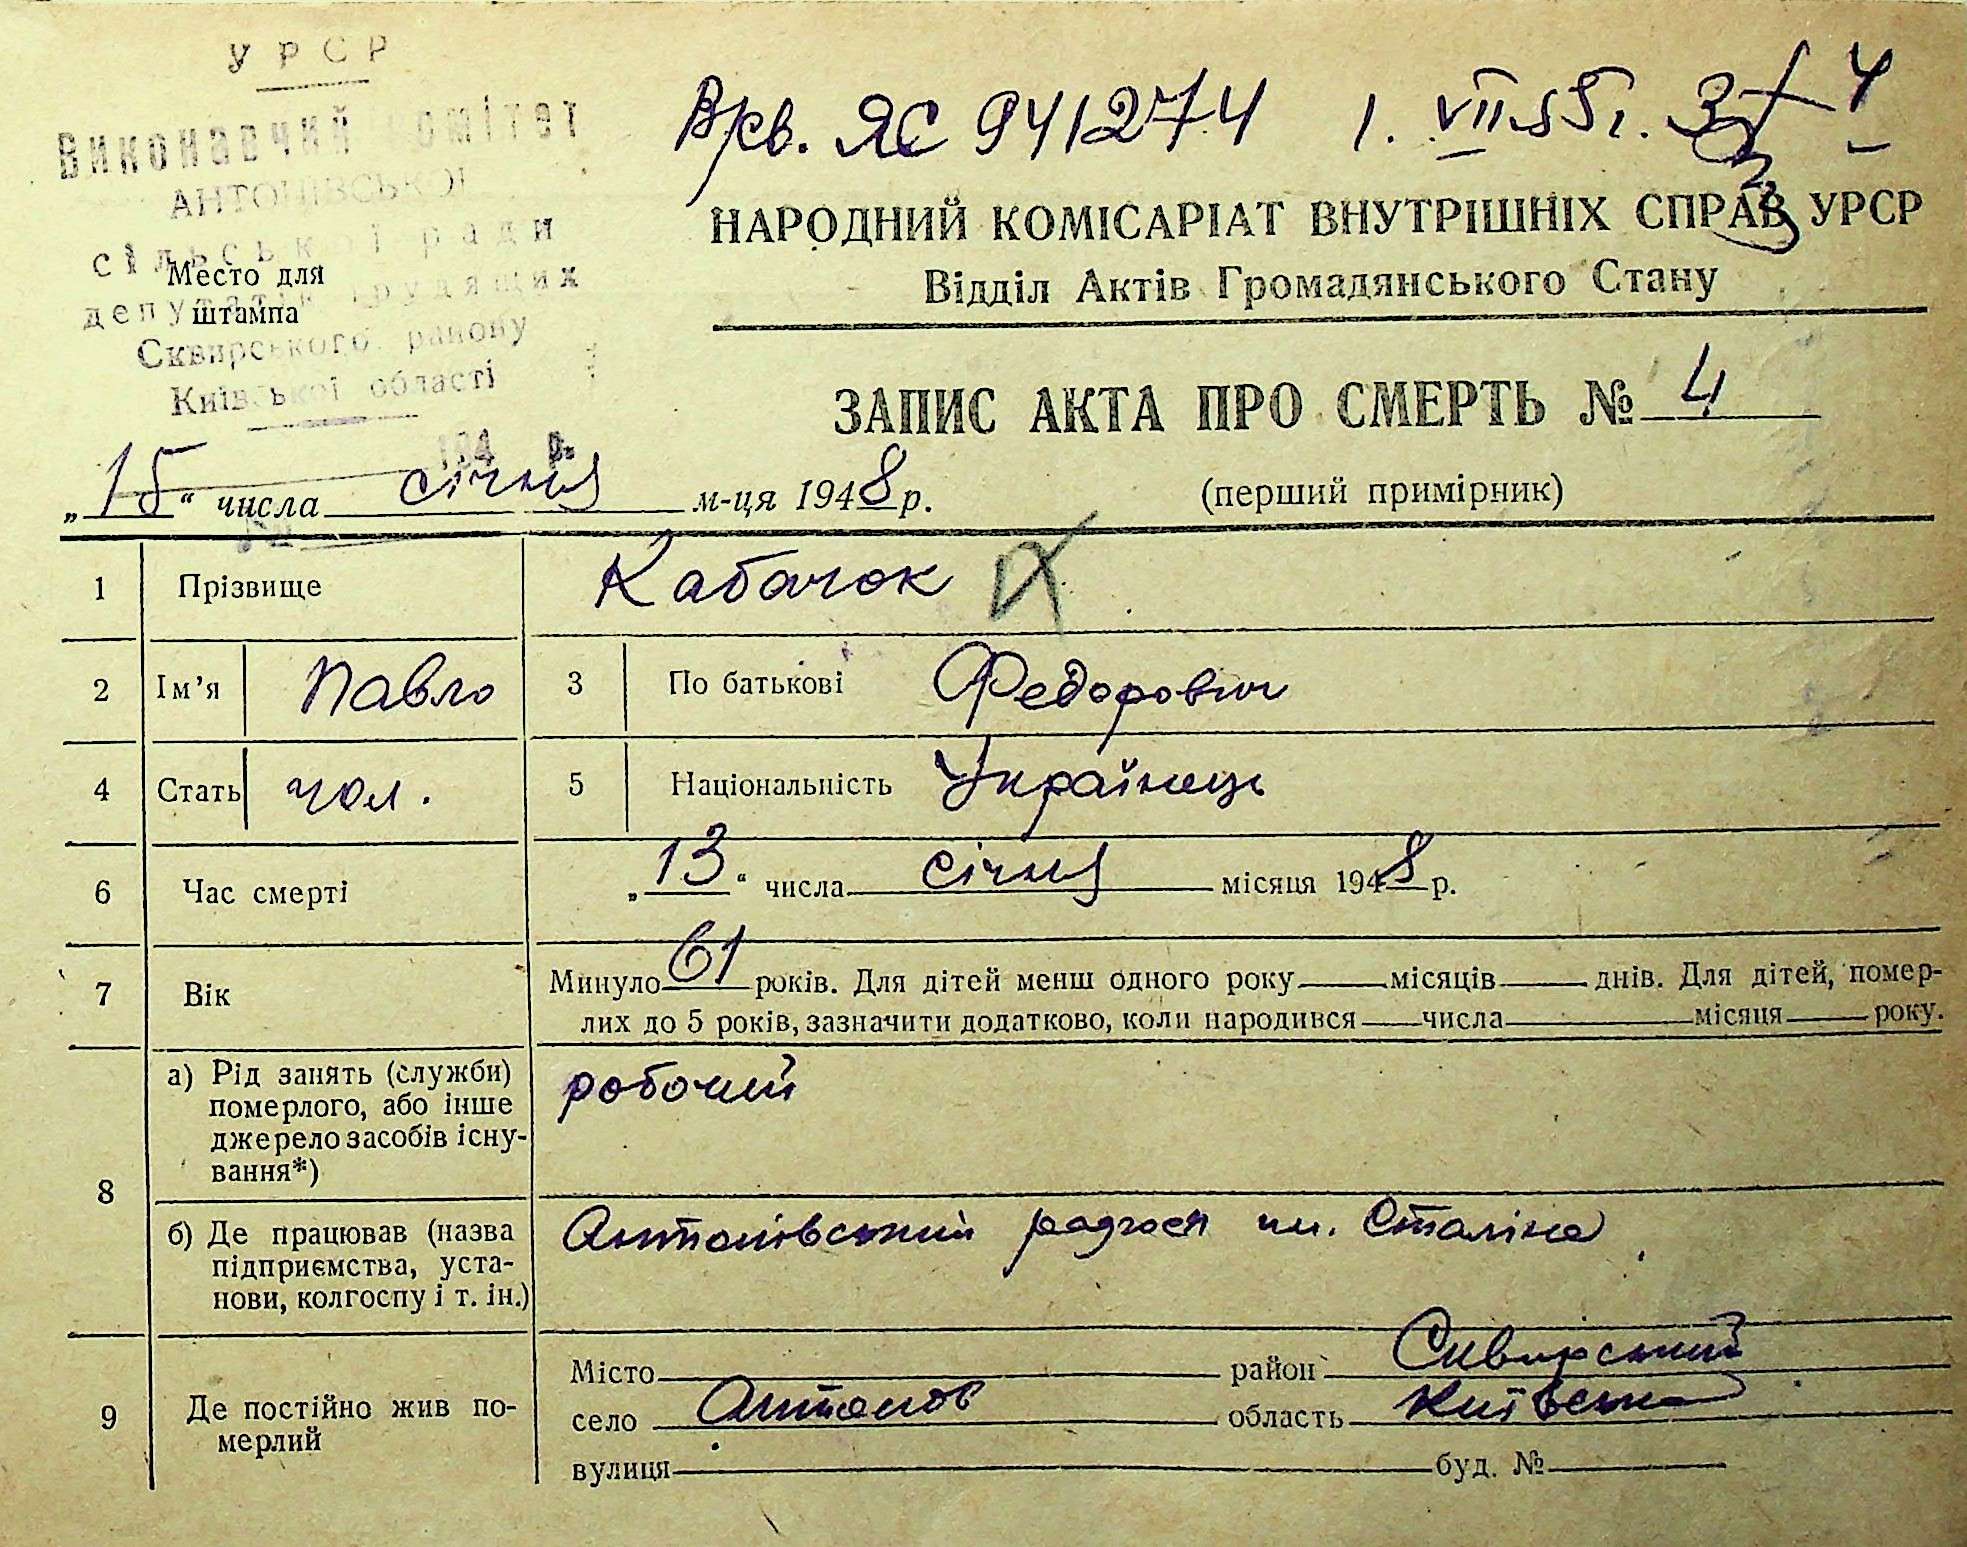 УРСР
Виконавчий комітет
АНТОНІВСЬКОЇ
сільської ради
депутатів трудящих
Сквирського району
Київської області
194 р.
Место для
штампа
ЯС 941274 1. VII
НАРОДНИЙ КОМІСАРІАТ ВНУТРІШНІХ СПРАВ УРСР
Відділ Актів Громадянського Стану
ЗАПИС АКТА ПРО СМЕРТЬ № 4
„15“ числа січня м-ця 1948 р.
(перший примірник)
1 Прізвище Кабачок
2 Ім’я Павло 3 По батькові Федорович
4 Стать чол. 5 Національність Українець
6 Час смерті „13“ числа січня місяця 1948 р.
7 Вік Минуло 61 років. Для дітей менш одного року місяців днів. Для дітей, помер-
лих до 5 років, зазначити додатково, коли народився числа місяця року.
8 а) Рід занять (служби) робочий
померлого, або інше
джерело засобів існу-
вання*)
б) Де працював (назва Антонівський радгосп ім. Сталіна
підприємства, уста-
нови, колгоспу і т. ін.)
9 Де постійно жив по-
мерлий
Місто район Сквирський
село Антонов область Київська
вулиця буд. №